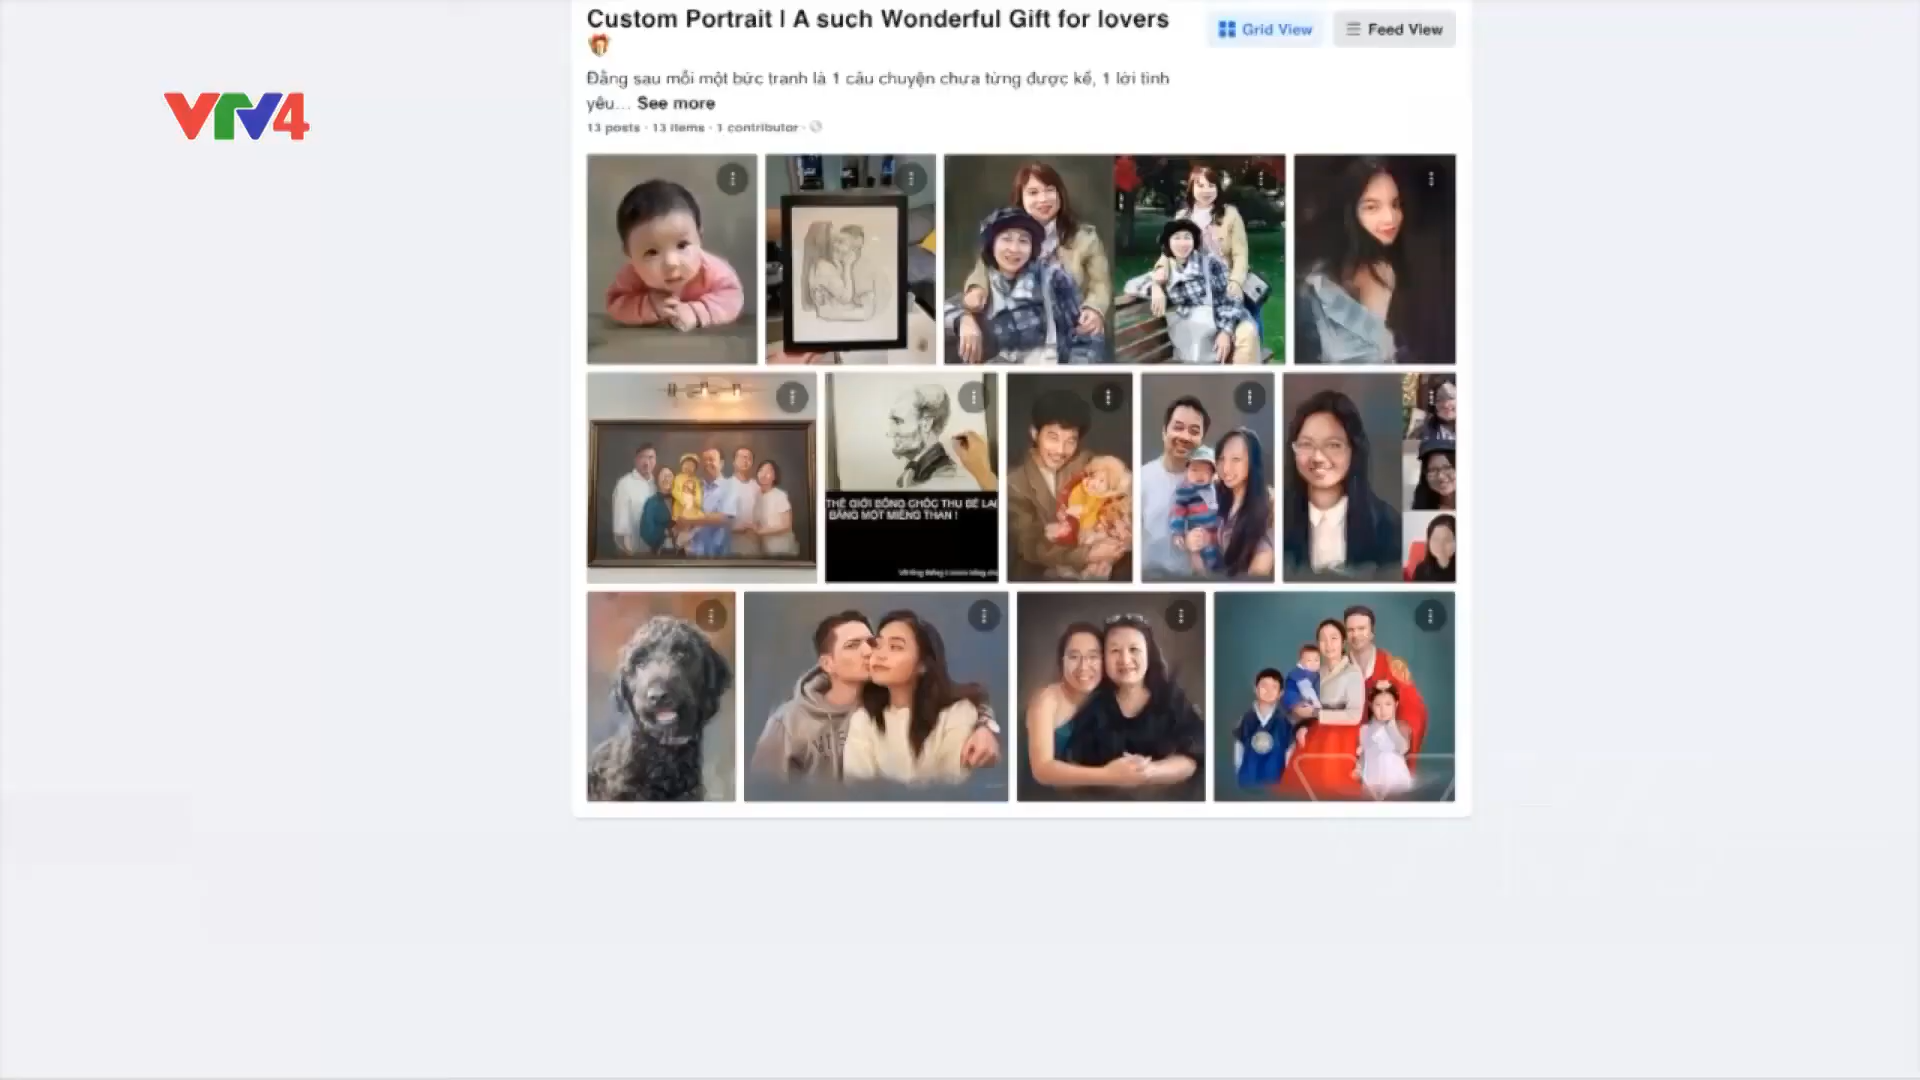 Custom Portrait | A such Wonderful Gift for lovers
Grid View
Feed View
Đằng sau mỗi một bức tranh là 1 câu chuyện chưa từng được kể, 1 lời tình
yêu... See more
13 posts · 13 items · 1 contributor ·
VTV4
THẾ GIỚI BỖNG CHỐC THU BÉ LẠI
BẰNG MỘT MIẾNG THAN !